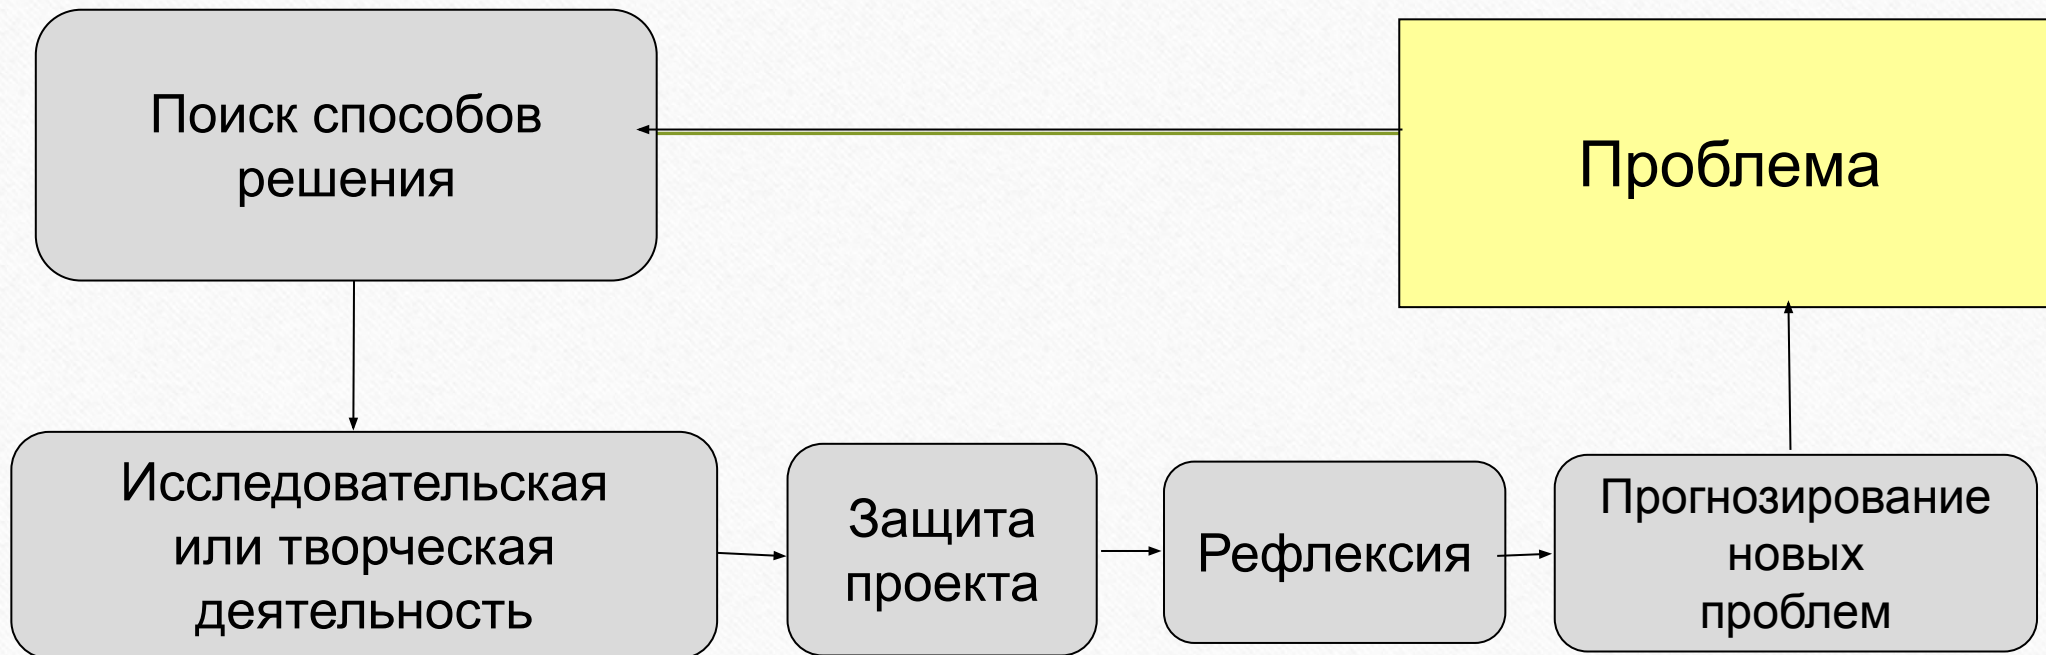 Поиск способов
решения
Проблема
Исследовательская
или творческая
деятельность
Защита
проекта
Рефлексия
Прогнозирование
новых
проблем